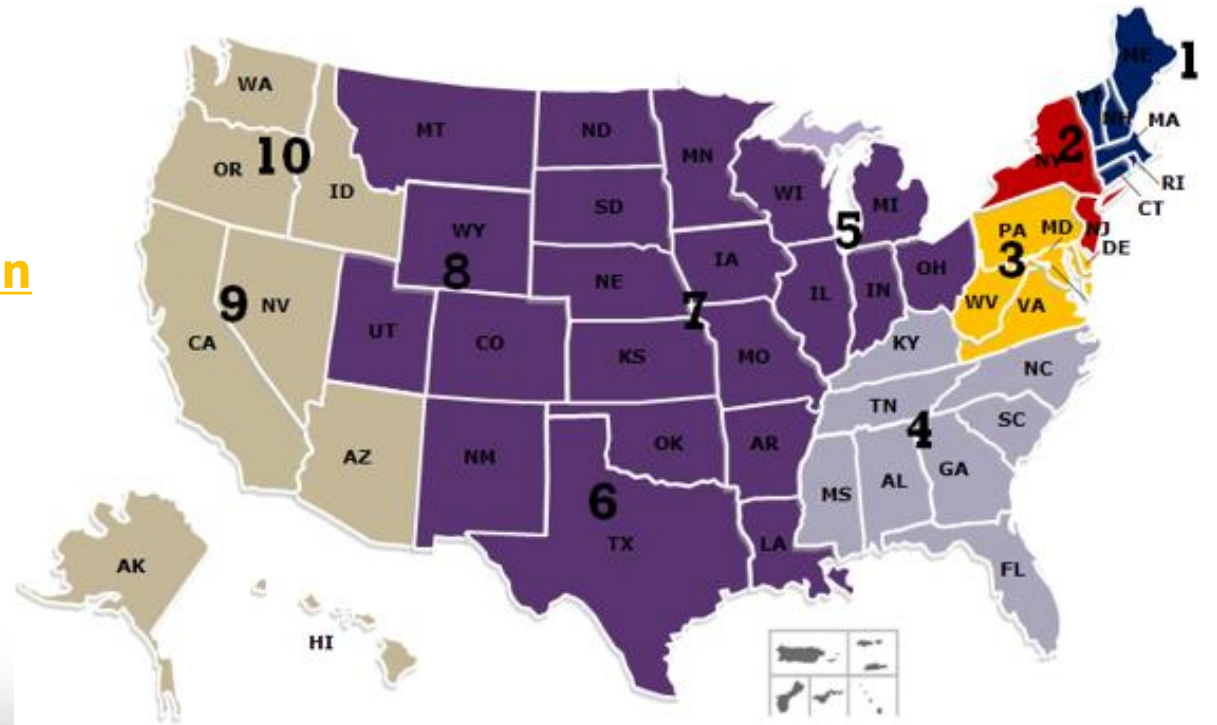 n
WA
MT
ND
MN
ME
1
VT
NH
MA
OR
10
ID
SD
WI
MI
NY
2
RI
CT
WY
8
IA
5
OH
PA
MD
NJ
DE
3
9
NV
NE
7
IL
IN
WV
VA
CA
UT
CO
KS
MO
KY
NC
TN
SC
AZ
NM
OK
AR
4
6
MS
AL
GA
TX
LA
AK
FL
HI